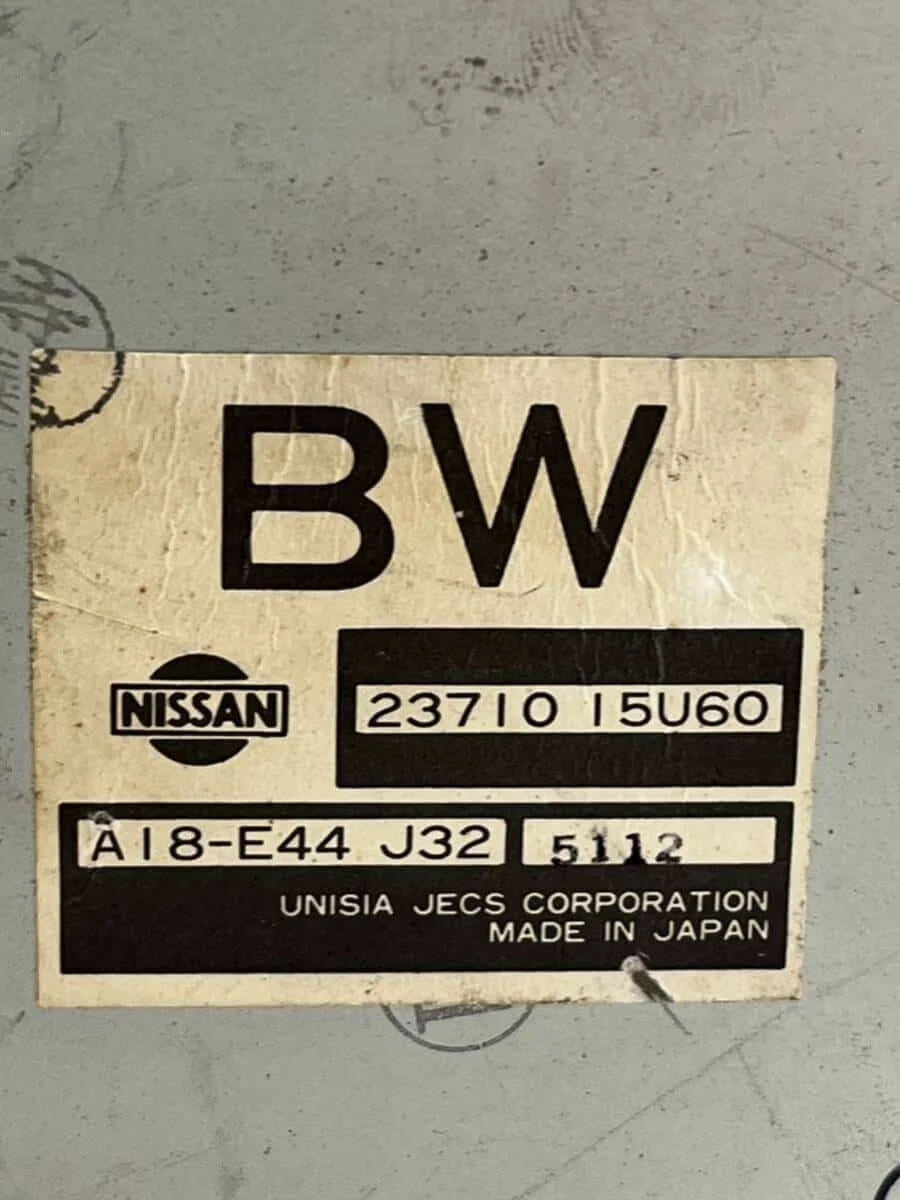 BW
NISSAN
23710 15U60
A18-E44 J32
5112
UNISIA JECS CORPORATION
MADE IN JAPAN